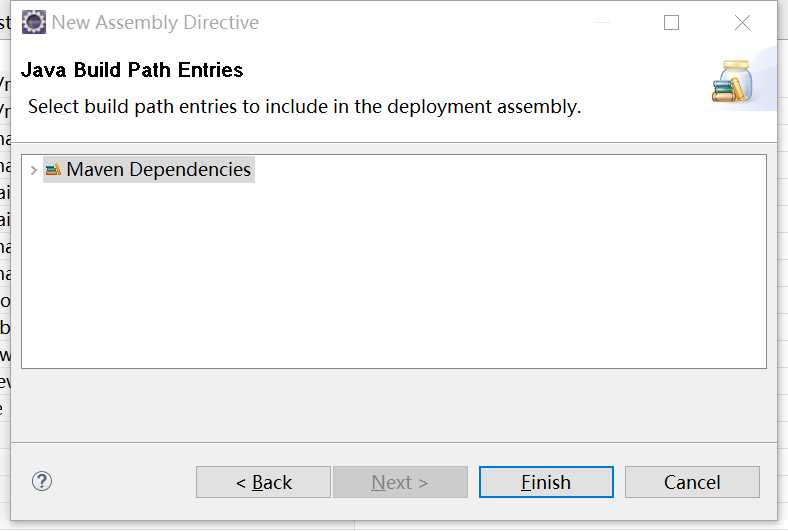 New Assembly Directive
Java Build Path Entries
Select build path entries to include in the deployment assembly.
Maven Dependencies
< Back
Next >
Finish
Cancel